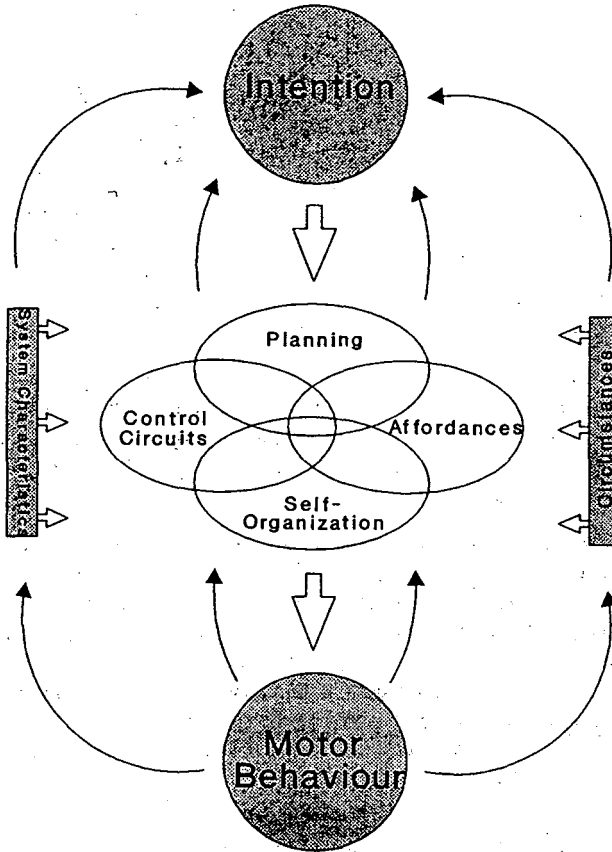 Intention
System Characteristics
Planning
Control
Circuits
Affordances
Self-
Organization
Circumstances
Motor
Behaviour